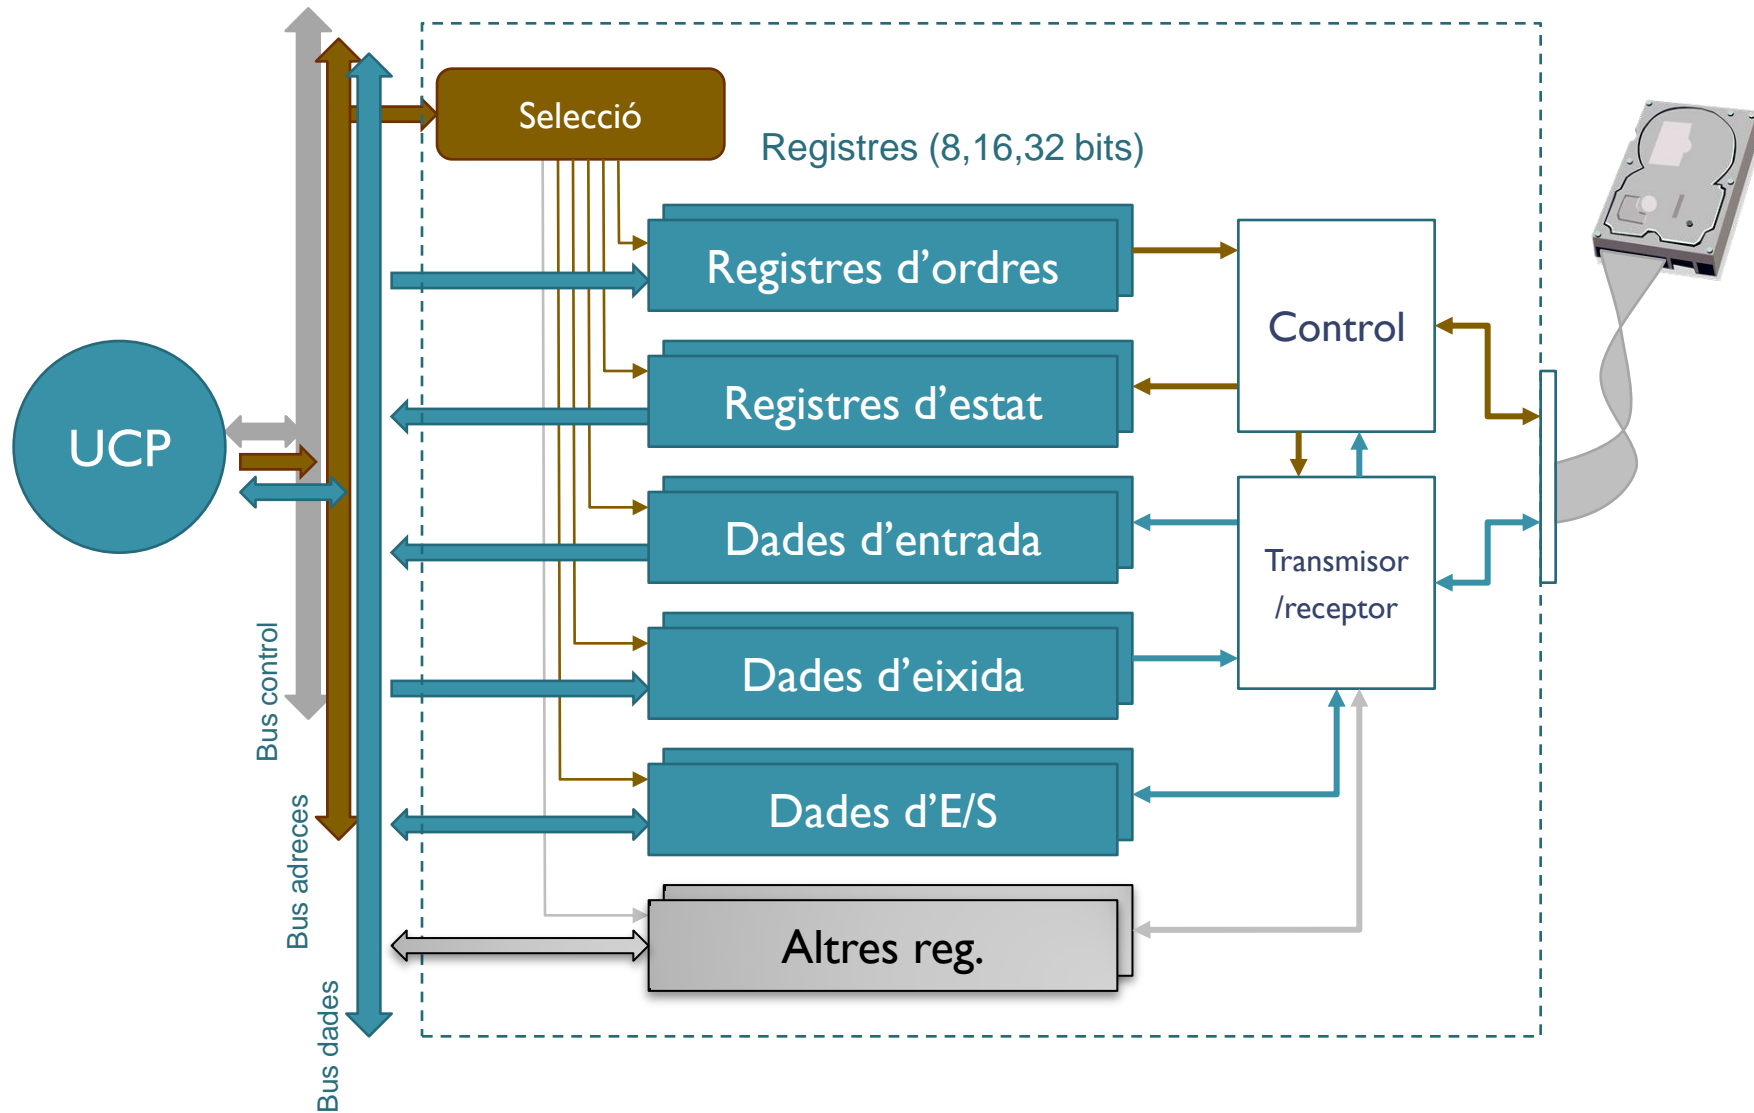 Selecció
Registres (8,16,32 bits)
Registres d’ordres
Control
Registres d’estat
UCP
Dades d’entrada
Transmisor
/receptor
Dades d’eixida
Bus control
Dades d’E/S
Bus adreces
Altres reg.
Bus dades